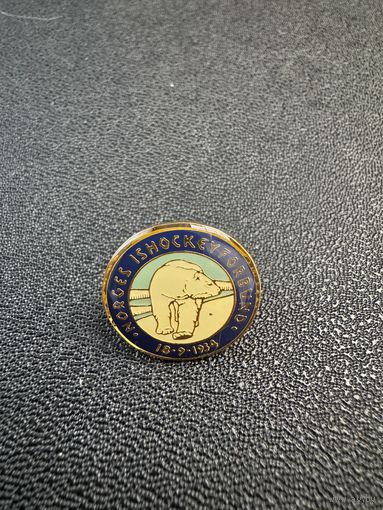 · NORGES ISHOCKEYFORBUND ·
18·9·1934